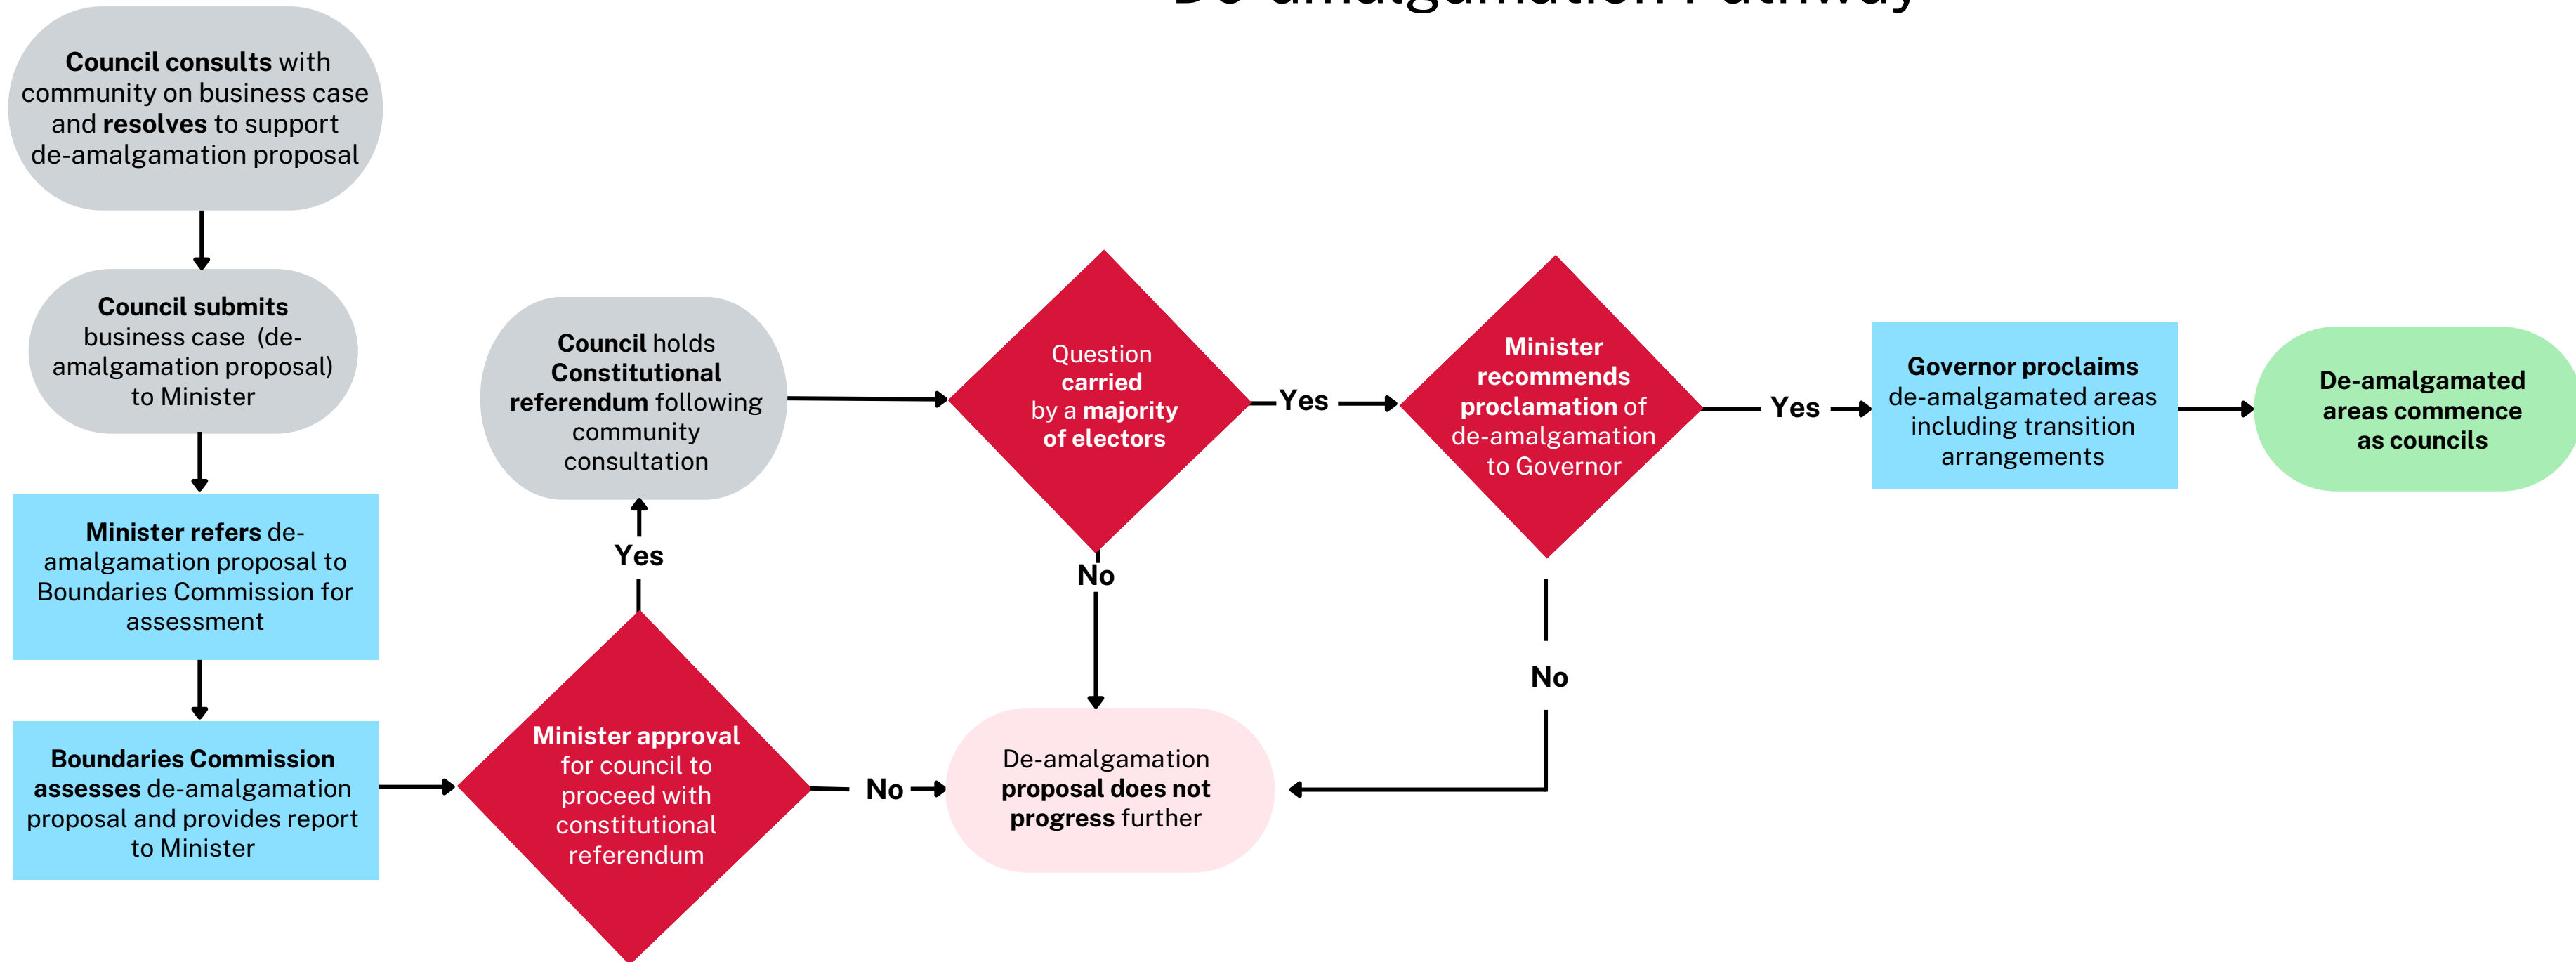 De-amalgamation Pathway
Council consults with
community on business case
and resolves to support
de-amalgamation proposal
Council submits
business case (de-
amalgamation proposal)
to Minister
Minister refers de-
amalgamation proposal to
Boundaries Commission for
assessment
Boundaries Commission
assesses de-amalgamation
proposal and provides report
to Minister
Minister approval
for council to
proceed with
constitutional
referendum
Yes
No
Council holds
Constitutional
referendum following
community
consultation
Question
carried
by a majority
of electors
Yes
No
De-amalgamation
proposal does not
progress further
Minister
recommends
proclamation of
de-amalgamation
to Governor
Yes
No
Governor proclaims
de-amalgamated areas
including transition
arrangements
De-amalgamated
areas commence
as councils